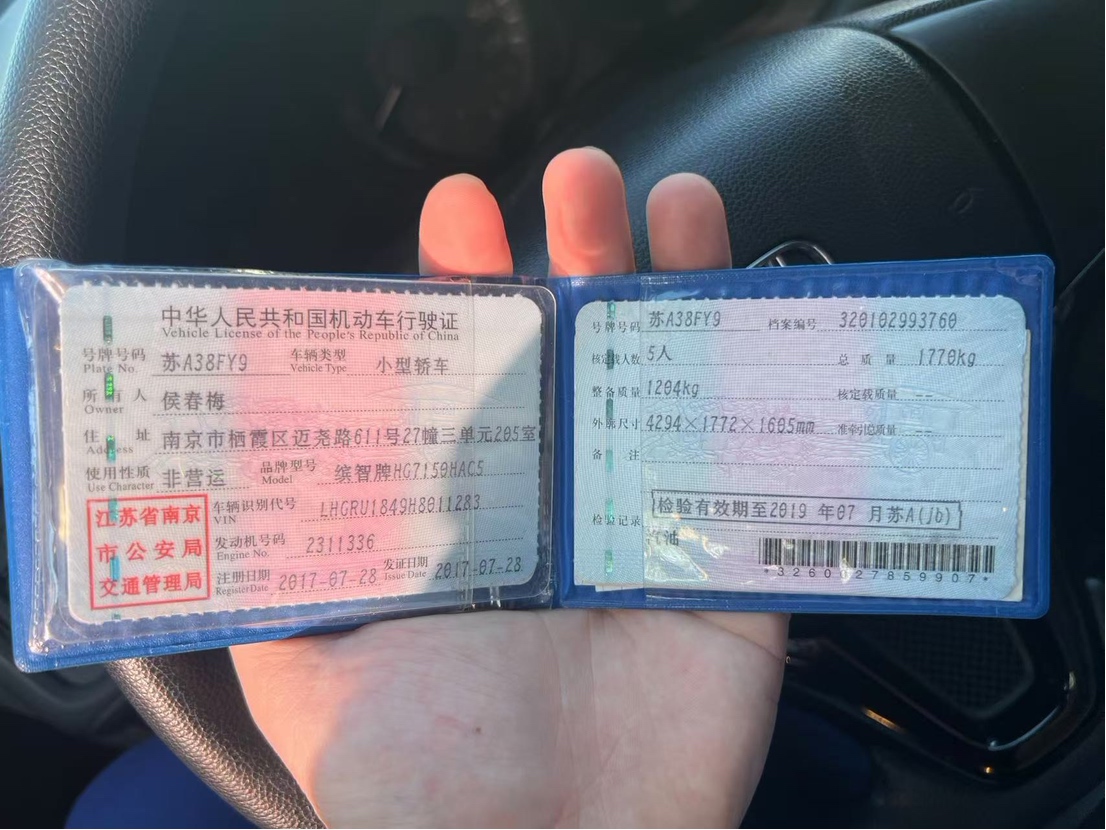 中华人民共和国机动车行驶证
Vehicle License of the People's Republic of China
号牌号码 苏A38FY9 车辆类型 小型轿车
Plate No. Vehicle Type
所有人 侯春梅
Owner
住址 南京市栖霞区迈尧路611号27幢三单元205室
Address
使用性质 非营运 品牌型号 缤智牌HG7150HAC5
Use Character Model
江苏省南京
市公安局
交通管理局
车辆识别代号 LHGRU1849H8011283
VIN
发动机号码 2311336
Engine No.
注册日期 2017-07-28 发证日期 2017-07-28
Register Date Issue Date
号牌号码 苏A38FY9 档案编号 320102993760
核定载人数 5人 总质量 1770kg
整备质量 1204kg 核定载质量 --
外廓尺寸 4294×1772×1605mm 准牵引总质量 --
备注
检验记录 检验有效期至2019年07月苏A(jb)
汽油
*3260027859907*